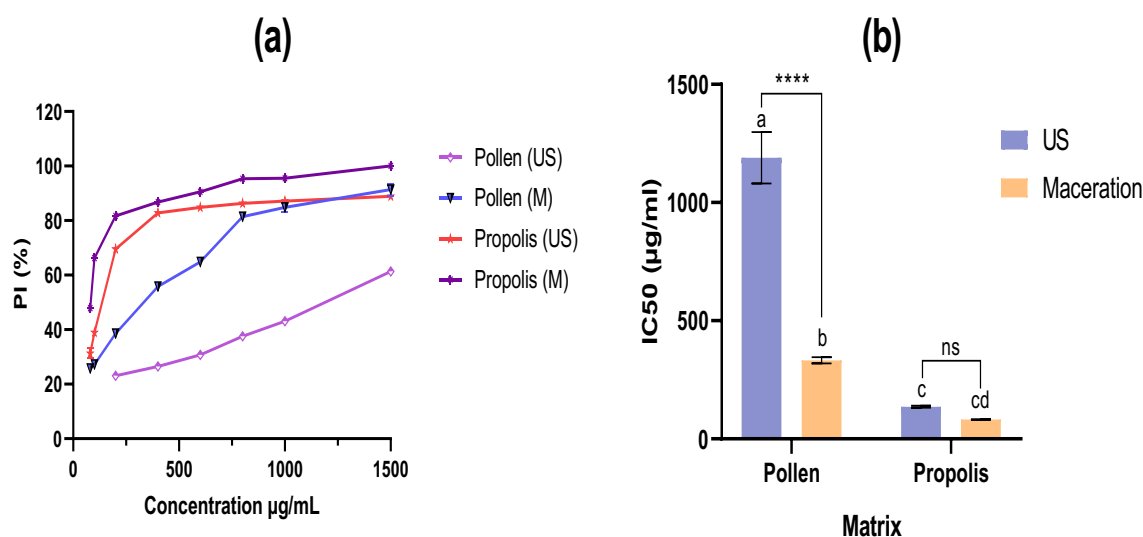 (a)
PI (%)
120
100
80
60
40
20
0
0
500
1000
1500
Concentration µg/mL
Pollen (US)
Pollen (M)
Propolis (US)
Propolis (M)
(b)
IC50 (µg/ml)
1500
1000
500
0
****
a
b
ns
c
cd
Pollen
Propolis
Matrix
US
Maceration